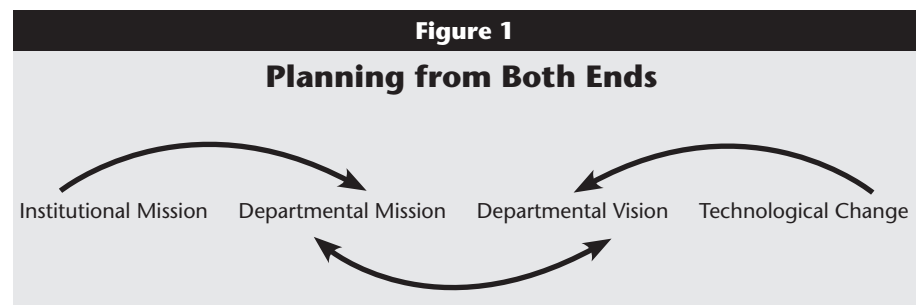 Figure 1
Planning from Both Ends
Institutional Mission Departmental Mission Departmental Vision Technological Change